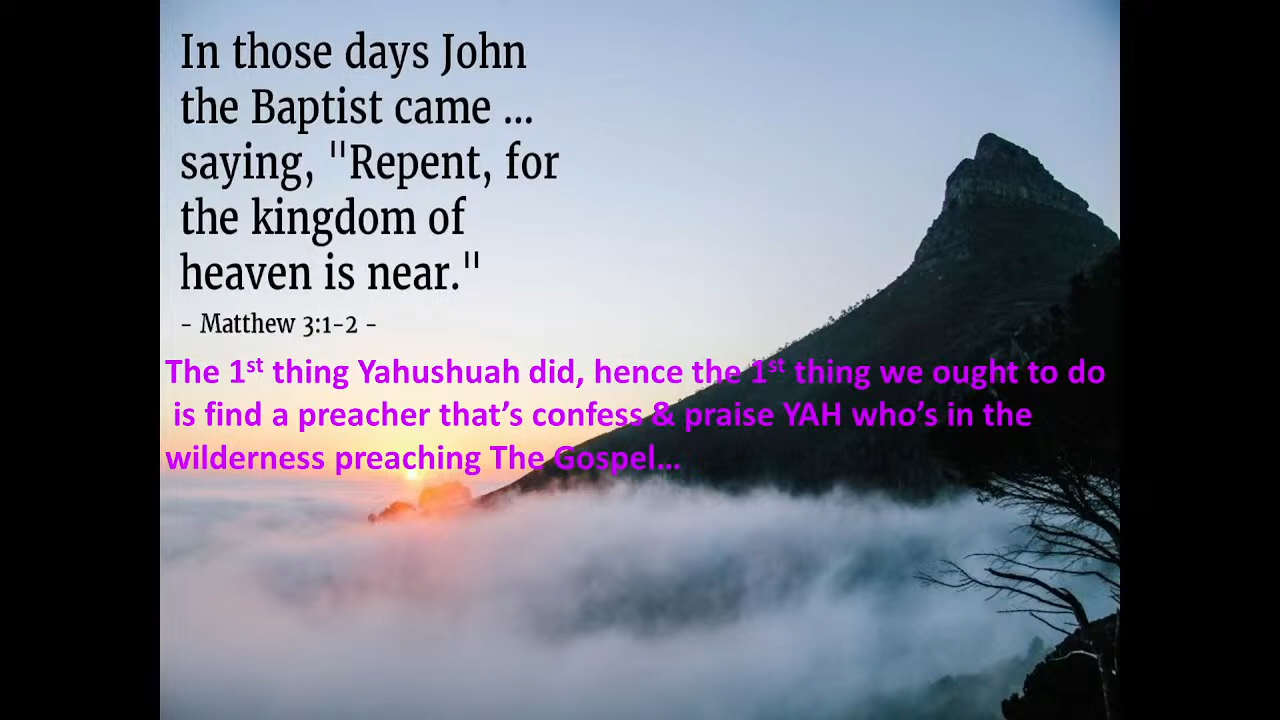 In those days John
the Baptist came ...
saying, "Repent, for
the kingdom of
heaven is near."
- Matthew 3:1-2 -
The 1st thing Yahushuah did, hence the 1st thing we ought to do
is find a preacher that’s confess & praise YAH who’s in the
wilderness preaching The Gospel…